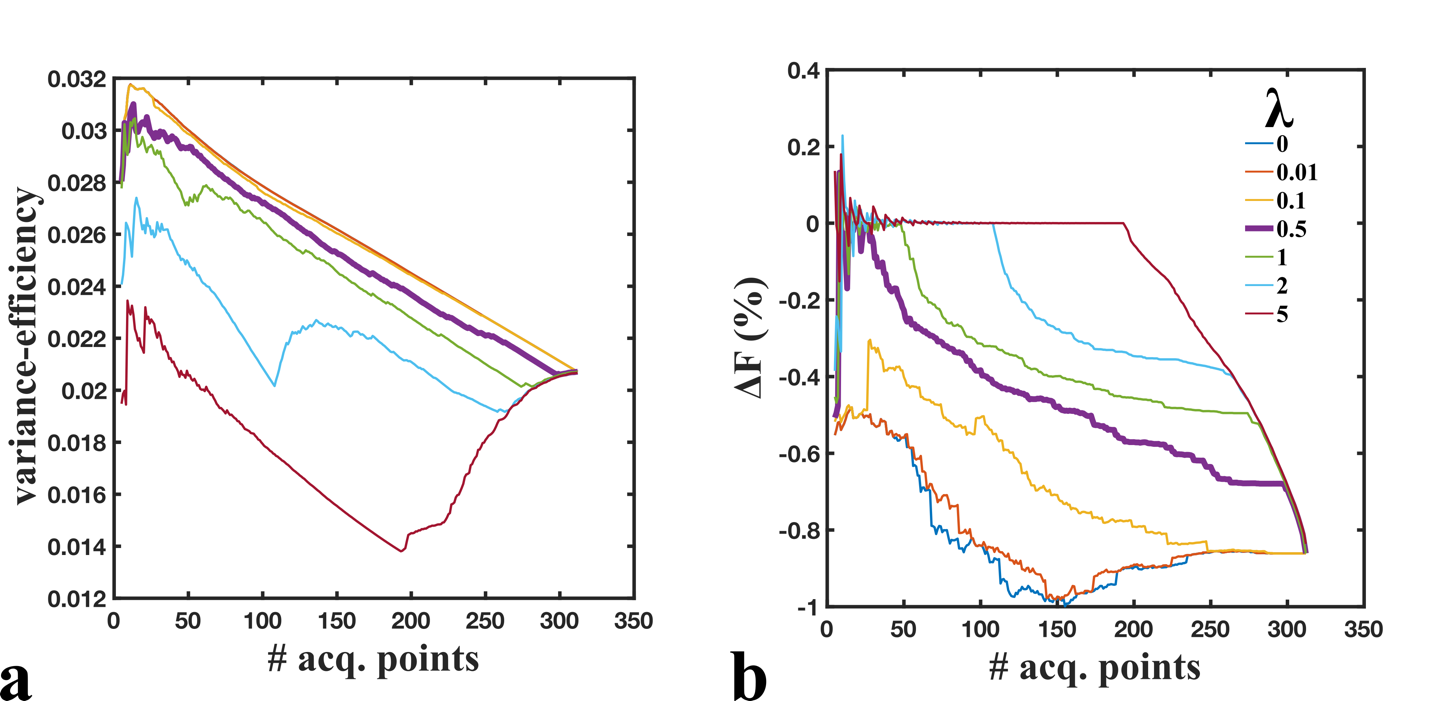 0.032
0.03
0.028
0.026
0.024
0.022
0.02
0.018
0.016
0.014
0.012
variance-efficiency
0 50 100 150 200 250 300 350
# acq. points
a
0.4
0.2
0
-0.2
-0.4
-0.6
-0.8
-1
ΔF (%)
0 50 100 150 200 250 300 350
# acq. points
λ
0
0.01
0.1
0.5
1
2
5
b